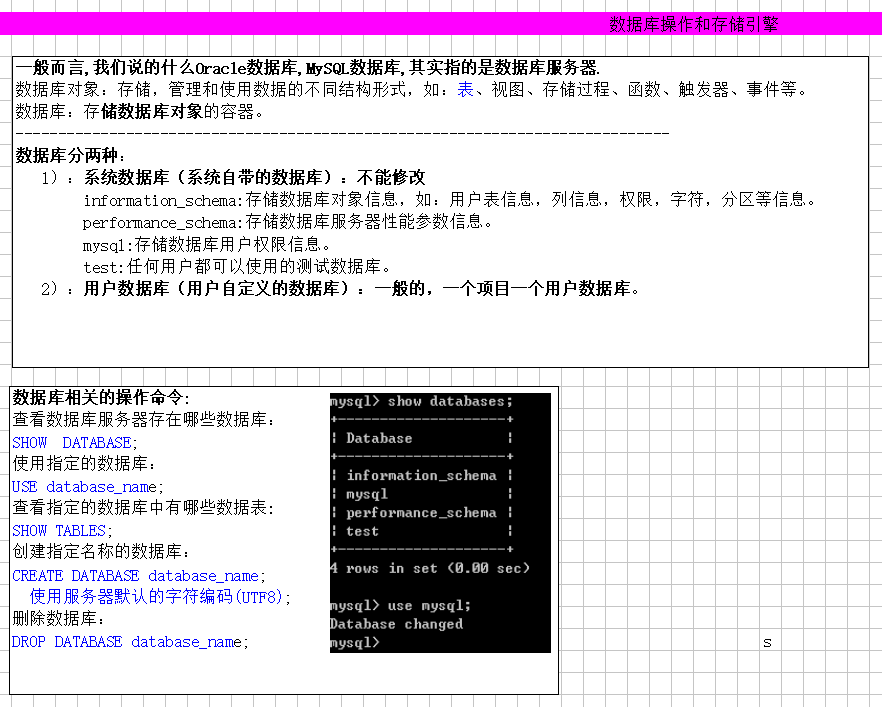 数据库操作和存储引擎
一般而言,我们说的什么Oracle数据库,MySQL数据库,其实指的是数据库服务器.
数据库对象：存储，管理和使用数据的不同结构形式，如：表、视图、存储过程、函数、触发器、事件等。
数据库：存储数据库对象的容器。
-----------------------------------------------------------------------------
数据库分两种：
1）：系统数据库（系统自带的数据库）：不能修改
information_schema:存储数据库对象信息，如：用户表信息，列信息，权限，字符，分区等信息。
performance_schema:存储数据库服务器性能参数信息。
mysql:存储数据库用户权限信息。
test:任何用户都可以使用的测试数据库。
2）：用户数据库（用户自定义的数据库）：一般的，一个项目一个用户数据库。
数据库相关的操作命令:
查看数据库服务器存在哪些数据库：
SHOW  DATABASE;
使用指定的数据库：
USE database_name;
查看指定的数据库中有哪些数据表:
SHOW TABLES;
创建指定名称的数据库：
CREATE DATABASE database_name;
使用服务器默认的字符编码(UTF8);
删除数据库：
DROP DATABASE database_name;
mysql> show databases;
+--------------------+
| Database           |
+--------------------+
| information_schema |
| mysql              |
| performance_schema |
| test               |
+--------------------+
4 rows in set (0.00 sec)
mysql> use mysql;
Database changed
mysql>
s